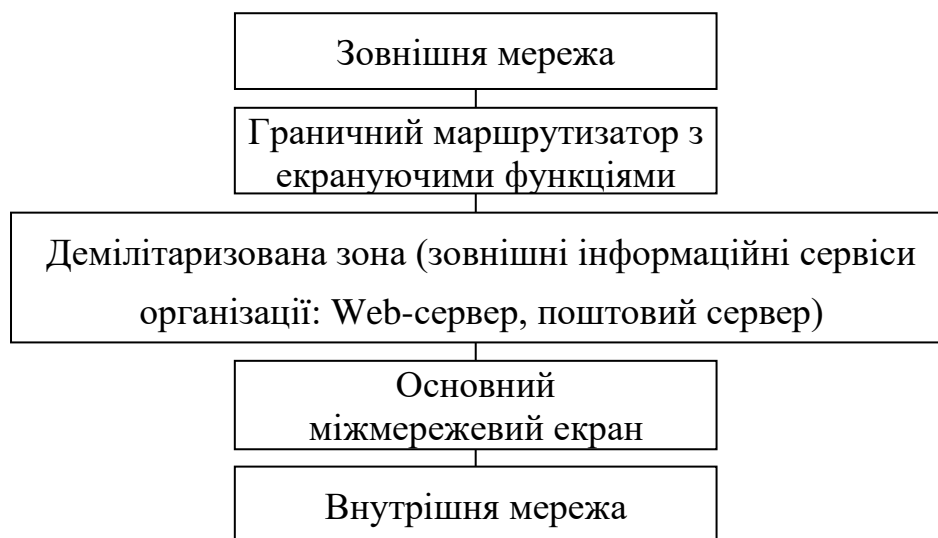 Зовнішня мережа
Граничний маршрутизатор з
екрануючими функціями
Демілітаризована зона (зовнішні інформаційні сервіси
організації: Web-сервер, поштовий сервер)
Основний
міжмережевий екран
Внутрішня мережа